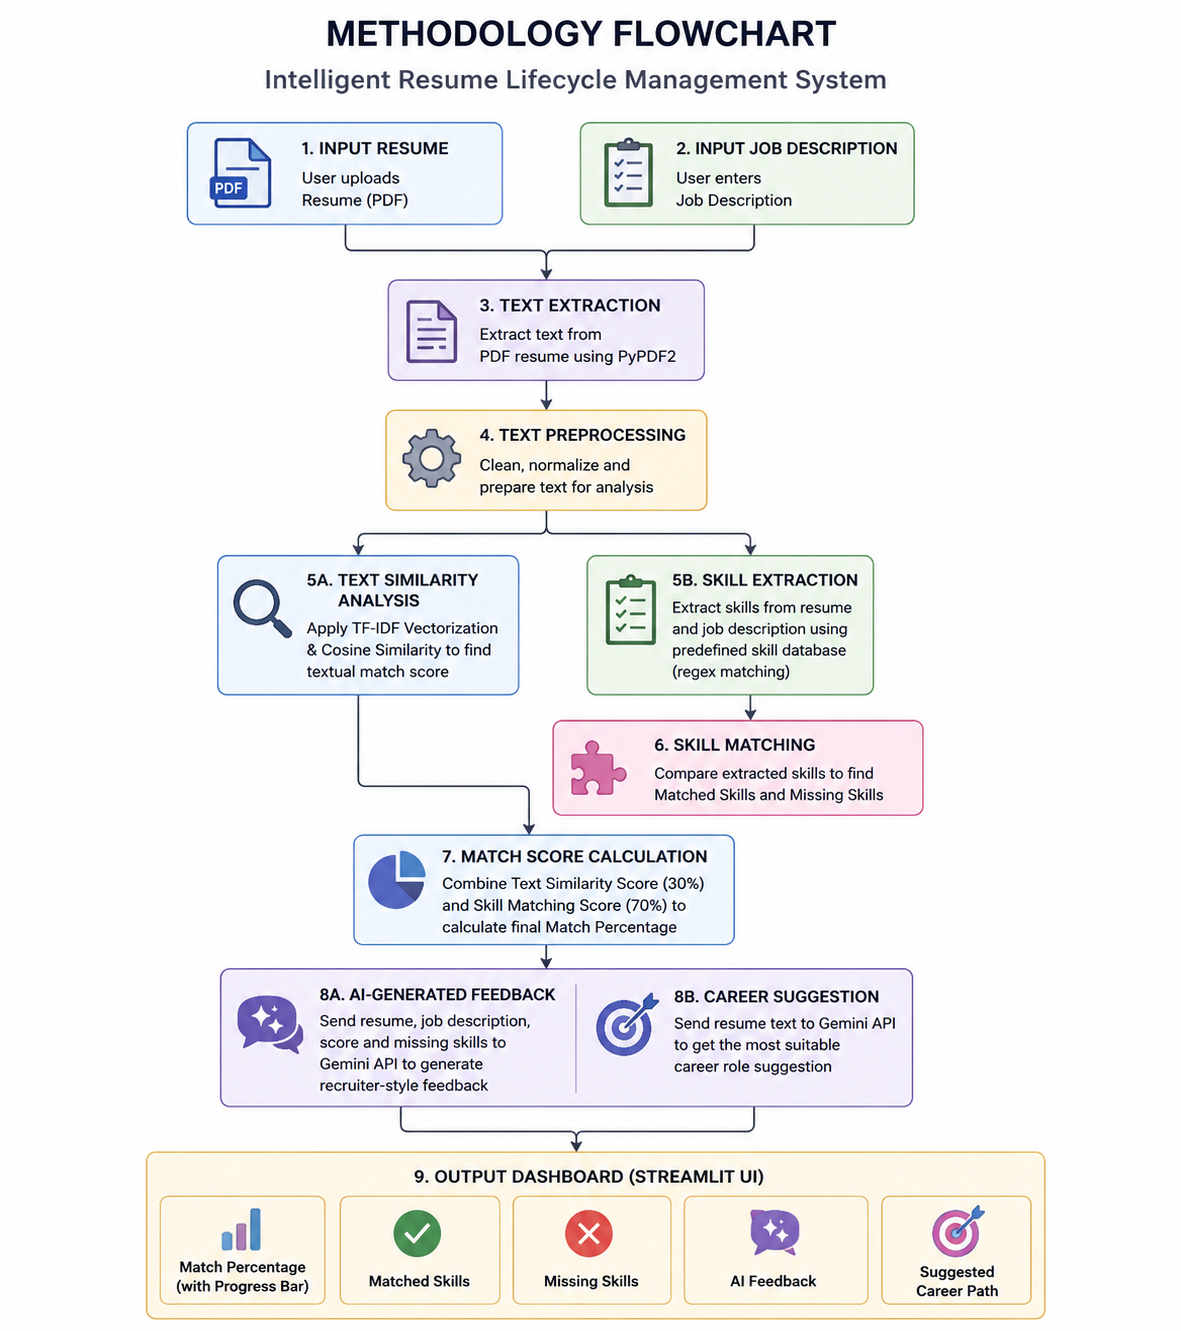 METHODOLOGY FLOWCHART
Intelligent Resume Lifecycle Management System
PDF
1. INPUT RESUME
User uploads
Resume (PDF)
2. INPUT JOB DESCRIPTION
User enters
Job Description
3. TEXT EXTRACTION
Extract text from
PDF resume using PyPDF2
4. TEXT PREPROCESSING
Clean, normalize and
prepare text for analysis
5A. TEXT SIMILARITY
ANALYSIS
Apply TF-IDF Vectorization
& Cosine Similarity to find
textual match score
5B. SKILL EXTRACTION
Extract skills from resume
and job description using
predefined skill database
(regex matching)
6. SKILL MATCHING
Compare extracted skills to find
Matched Skills and Missing Skills
7. MATCH SCORE CALCULATION
Combine Text Similarity Score (30%)
and Skill Matching Score (70%) to
calculate final Match Percentage
8A. AI-GENERATED FEEDBACK
Send resume, job description,
score and missing skills to
Gemini API to generate
recruiter-style feedback
8B. CAREER SUGGESTION
Send resume text to Gemini API
to get the most suitable
career role suggestion
9. OUTPUT DASHBOARD (STREAMLIT UI)
Match Percentage
(with Progress Bar)
Matched Skills
Missing Skills
AI Feedback
Suggested
Career Path